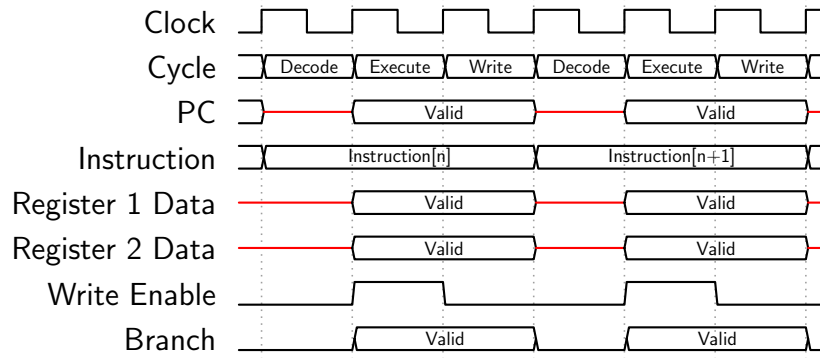 Clock
Cycle Decode Execute Write Decode Execute Write
PC Valid Valid
Instruction Instruction[n] Instruction[n+1]
Register 1 Data Valid Valid
Register 2 Data Valid Valid
Write Enable
Branch Valid Valid